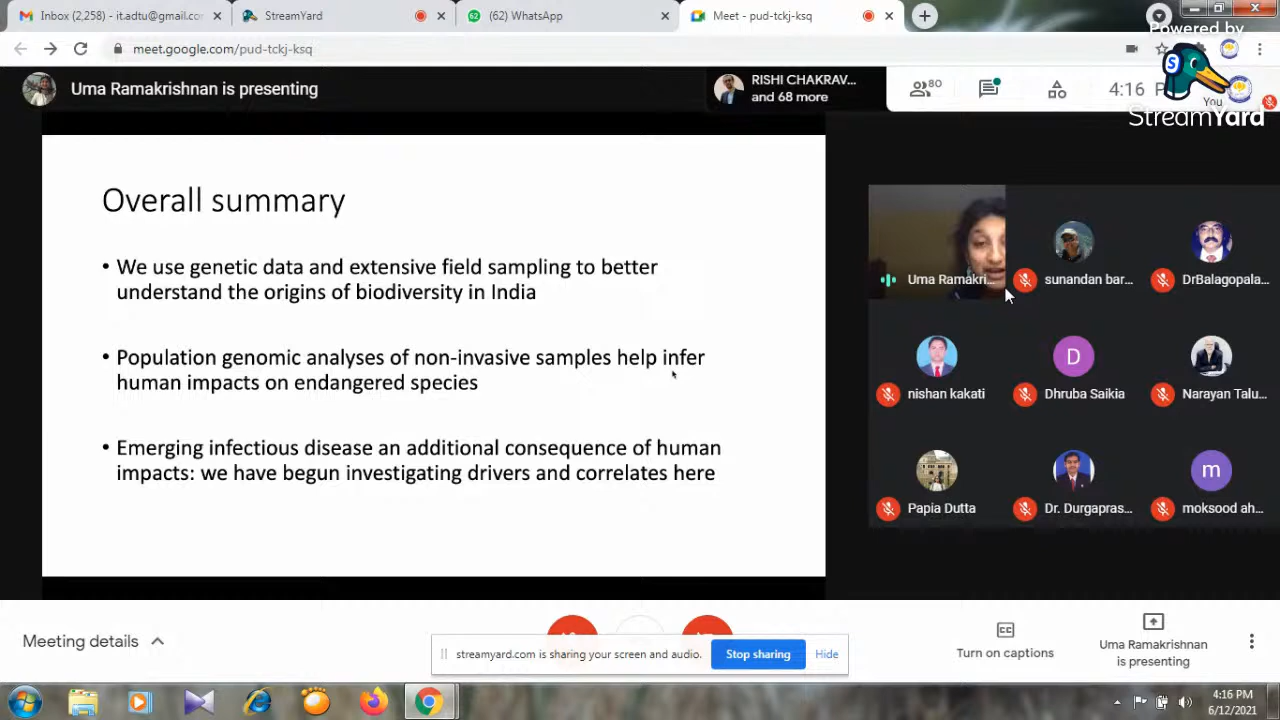 Inbox (2,258) - it.adtu@gmail.co
StreamYard
(62) WhatsApp
Meet - pud-tckj-ksq
meet.google.com/pud-tckj-ksq
Powered by
StreamYard
Uma Ramakrishnan is presenting
RISHI CHAKRAV...
and 68 more
80
4:16 P
You
Overall summary
• We use genetic data and extensive field sampling to better
understand the origins of biodiversity in India
• Population genomic analyses of non-invasive samples help infer
human impacts on endangered species
• Emerging infectious disease an additional consequence of human
impacts: we have begun investigating drivers and correlates here
Uma Ramakri...
sunandan bar...
DrBalagopala...
nishan kakati
D
Dhruba Saikia
Narayan Talu...
Papia Dutta
Dr. Durgapras...
m
moksood ah...
Meeting details
streamyard.com is sharing your screen and audio.
Stop sharing
Hide
CC
Turn on captions
Uma Ramakrishnan
is presenting
4:16 PM
6/12/2021